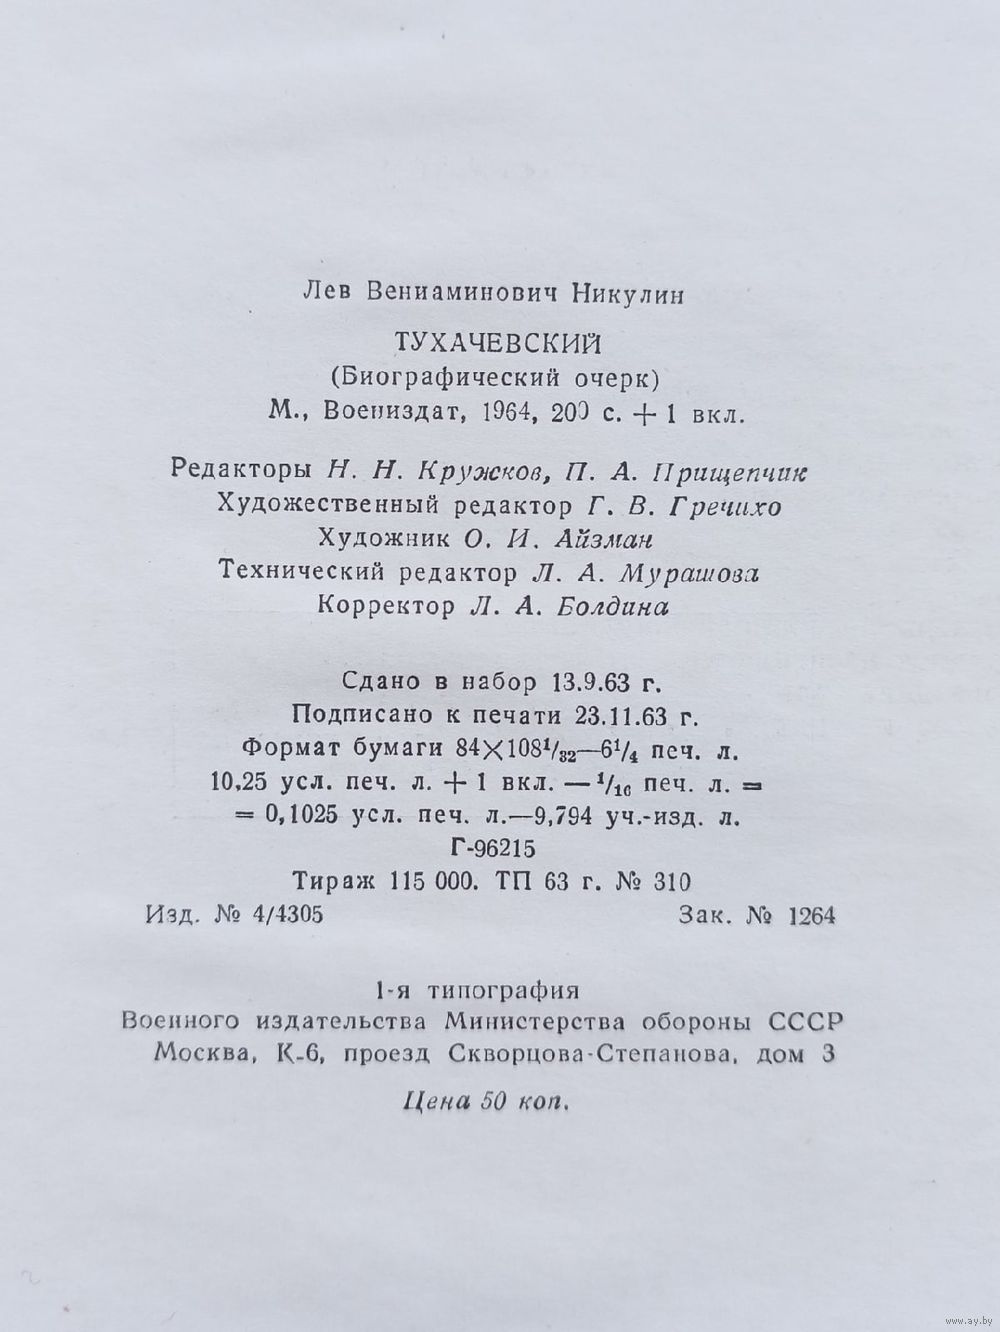 Лев Вениаминович Никулин
ТУХАЧЕВСКИЙ
(Биографический очерк)
М., Воениздат, 1964, 200 с. + 1 вкл.
Редакторы Н. Н. Кружков, П. А. Прищепчик
Художественный редактор Г. В. Гречихо
Художник О. И. Айзман
Технический редактор Л. А. Мурашова
Корректор Л. А. Болдина
Сдано в набор 13.9.63 г.
Подписано к печати 23.11.63 г.
Формат бумаги 84×108¹/₃₂—6¹/₄ печ. л.
10,25 усл. печ. л. + 1 вкл. — ¹/₁₆ печ. л. =
= 0,1025 усл. печ. л.—9,794 уч.-изд. л.
Г-96215
Тираж 115 000. ТП 63 г. № 310
Изд. № 4/4305 Зак. № 1264
1-я типография
Военного издательства Министерства обороны СССР
Москва, К-6, проезд Скворцова-Степанова, дом 3
Цена 50 коп.
www.ay.by